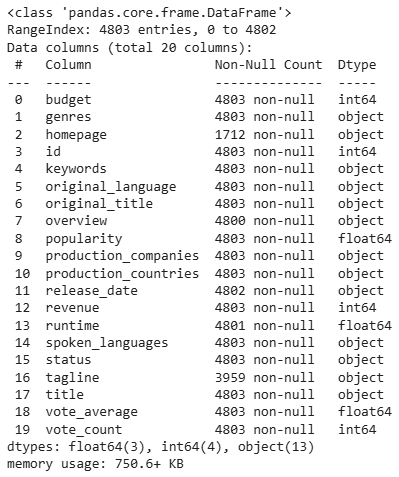 <class 'pandas.core.frame.DataFrame'>
RangeIndex: 4803 entries, 0 to 4802
Data columns (total 20 columns):
 #   Column                Non-Null Count  Dtype
---  ------                --------------  -----
 0   budget                4803 non-null   int64
 1   genres                4803 non-null   object
 2   homepage              1712 non-null   object
 3   id                    4803 non-null   int64
 4   keywords              4803 non-null   object
 5   original_language     4803 non-null   object
 6   original_title        4803 non-null   object
 7   overview              4800 non-null   object
 8   popularity            4803 non-null   float64
 9   production_companies  4803 non-null   object
 10  production_countries  4803 non-null   object
 11  release_date          4802 non-null   object
 12  revenue               4803 non-null   int64
 13  runtime               4801 non-null   float64
 14  spoken_languages      4803 non-null   object
 15  status                4803 non-null   object
 16  tagline               3959 non-null   object
 17  title                 4803 non-null   object
 18  vote_average          4803 non-null   float64
 19  vote_count            4803 non-null   int64
dtypes: float64(3), int64(4), object(13)
memory usage: 750.6+ KB